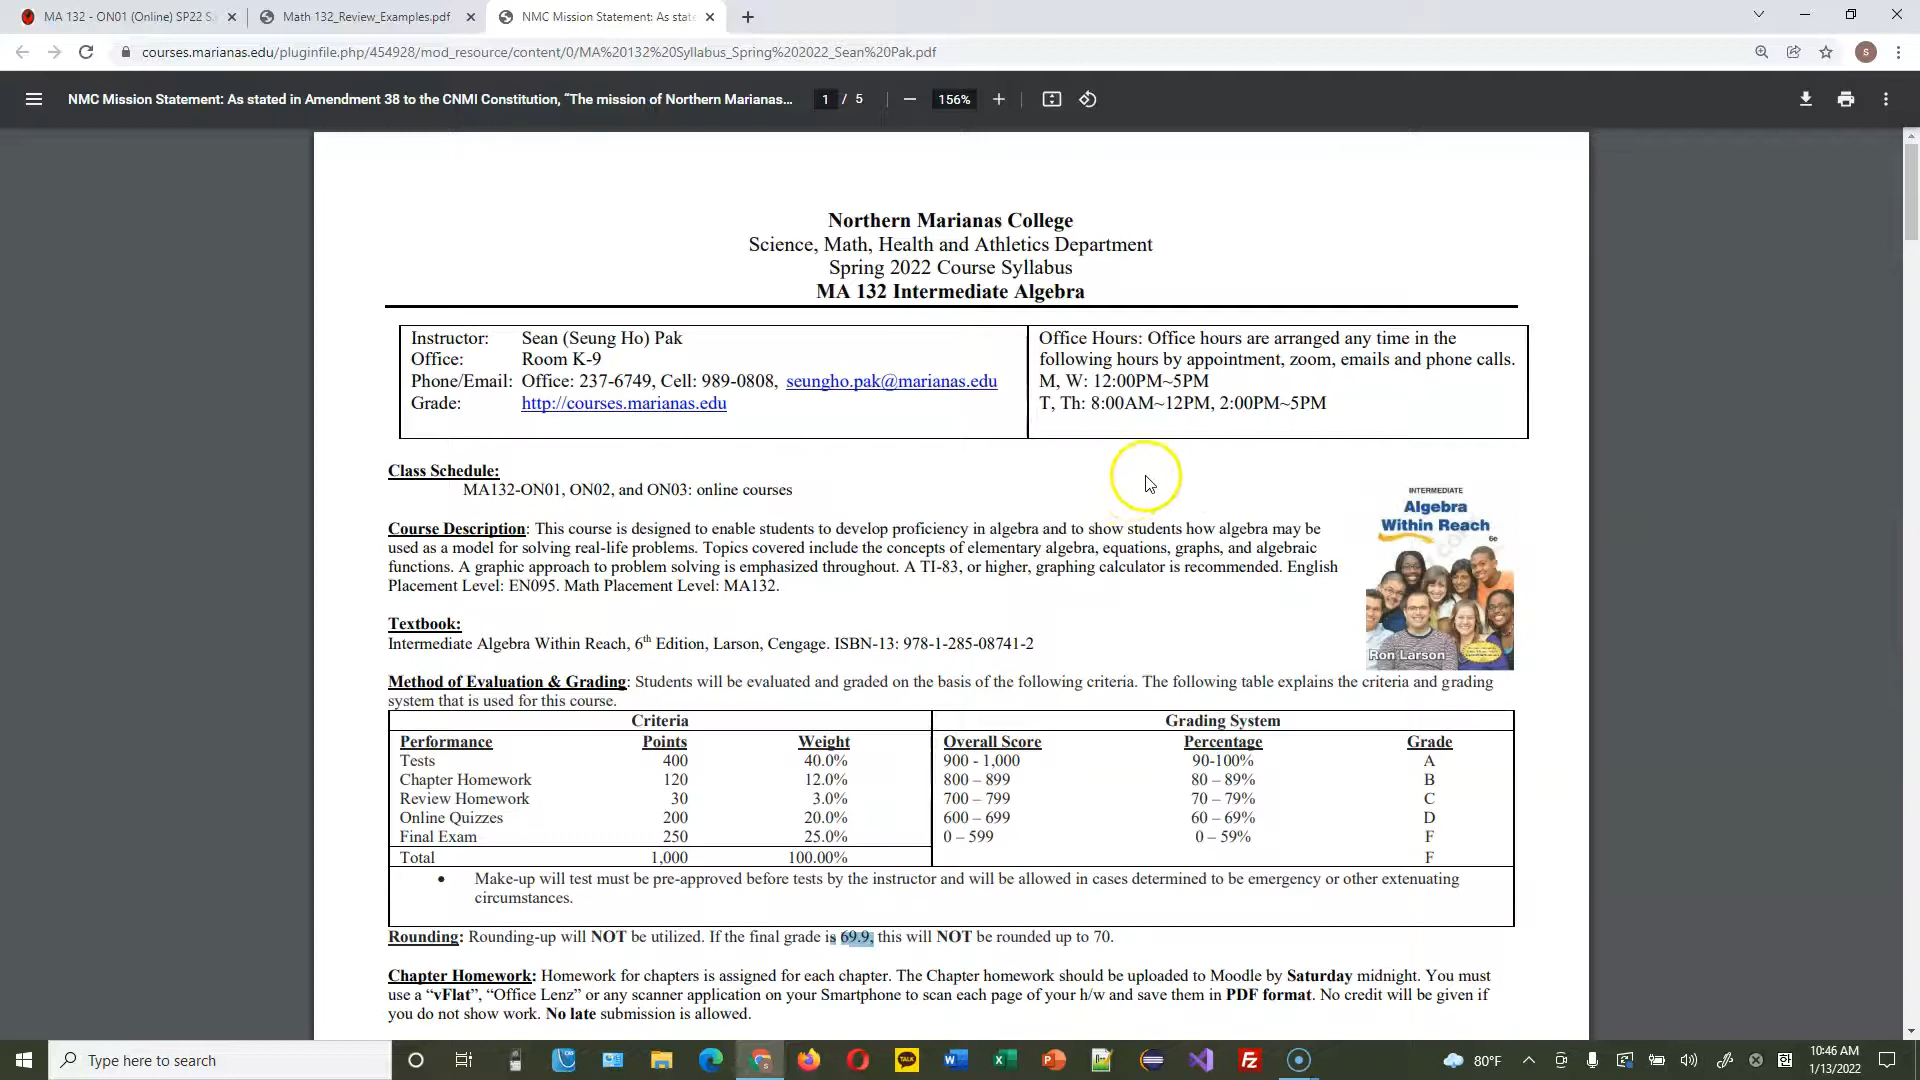 MA 132 - ON01 (Online) SP22 S
Math 132_Review_Examples.pdf
NMC Mission Statement: As state
courses.marianas.edu/pluginfile.php/454928/mod_resource/content/0/MA%20132%20Syllabus_Spring%202022_Sean%20Pak.pdf
S
NMC Mission Statement: As stated in Amendment 38 to the CNMI Constitution, “The mission of Northern Marianas...
1 / 5
156%
Northern Marianas College
Science, Math, Health and Athletics Department
Spring 2022 Course Syllabus
MA 132 Intermediate Algebra
Instructor: Sean (Seung Ho) Pak
Office: Room K-9
Phone/Email: Office: 237-6749, Cell: 989-0808, seungho.pak@marianas.edu
Grade: http://courses.marianas.edu
Office Hours: Office hours are arranged any time in the
following hours by appointment, zoom, emails and phone calls.
M, W: 12:00PM~5PM
T, Th: 8:00AM~12PM, 2:00PM~5PM
Class Schedule:
MA132-ON01, ON02, and ON03: online courses
Course Description: This course is designed to enable students to develop proficiency in algebra and to show students how algebra may be
used as a model for solving real-life problems. Topics covered include the concepts of elementary algebra, equations, graphs, and algebraic
functions. A graphic approach to problem solving is emphasized throughout. A TI-83, or higher, graphing calculator is recommended. English
Placement Level: EN095. Math Placement Level: MA132.
INTERMEDIATE
Algebra
Within Reach
6e
Ron Larson
Textbook:
Intermediate Algebra Within Reach, 6th Edition, Larson, Cengage. ISBN-13: 978-1-285-08741-2
Method of Evaluation & Grading: Students will be evaluated and graded on the basis of the following criteria. The following table explains the criteria and grading
system that is used for this course.
Criteria Grading System
Performance Points Weight Overall Score Percentage Grade
Tests 400 40.0% 900 - 1,000 90-100% A
Chapter Homework 120 12.0% 800 – 899 80 – 89% B
Review Homework 30 3.0% 700 – 799 70 – 79% C
Online Quizzes 200 20.0% 600 – 699 60 – 69% D
Final Exam 250 25.0% 0 – 599 0 – 59% F
Total 1,000 100.00% F
• Make-up will test must be pre-approved before tests by the instructor and will be allowed in cases determined to be emergency or other extenuating
circumstances.
Rounding: Rounding-up will NOT be utilized. If the final grade is 69.9, this will NOT be rounded up to 70.
Chapter Homework: Homework for chapters is assigned for each chapter. The Chapter homework should be uploaded to Moodle by Saturday midnight. You must
use a “vFlat”, “Office Lenz” or any scanner application on your Smartphone to scan each page of your h/w and save them in PDF format. No credit will be given if
you do not show work. No late submission is allowed.
Type here to search
TALK
80°F
한
10:46 AM
1/13/2022